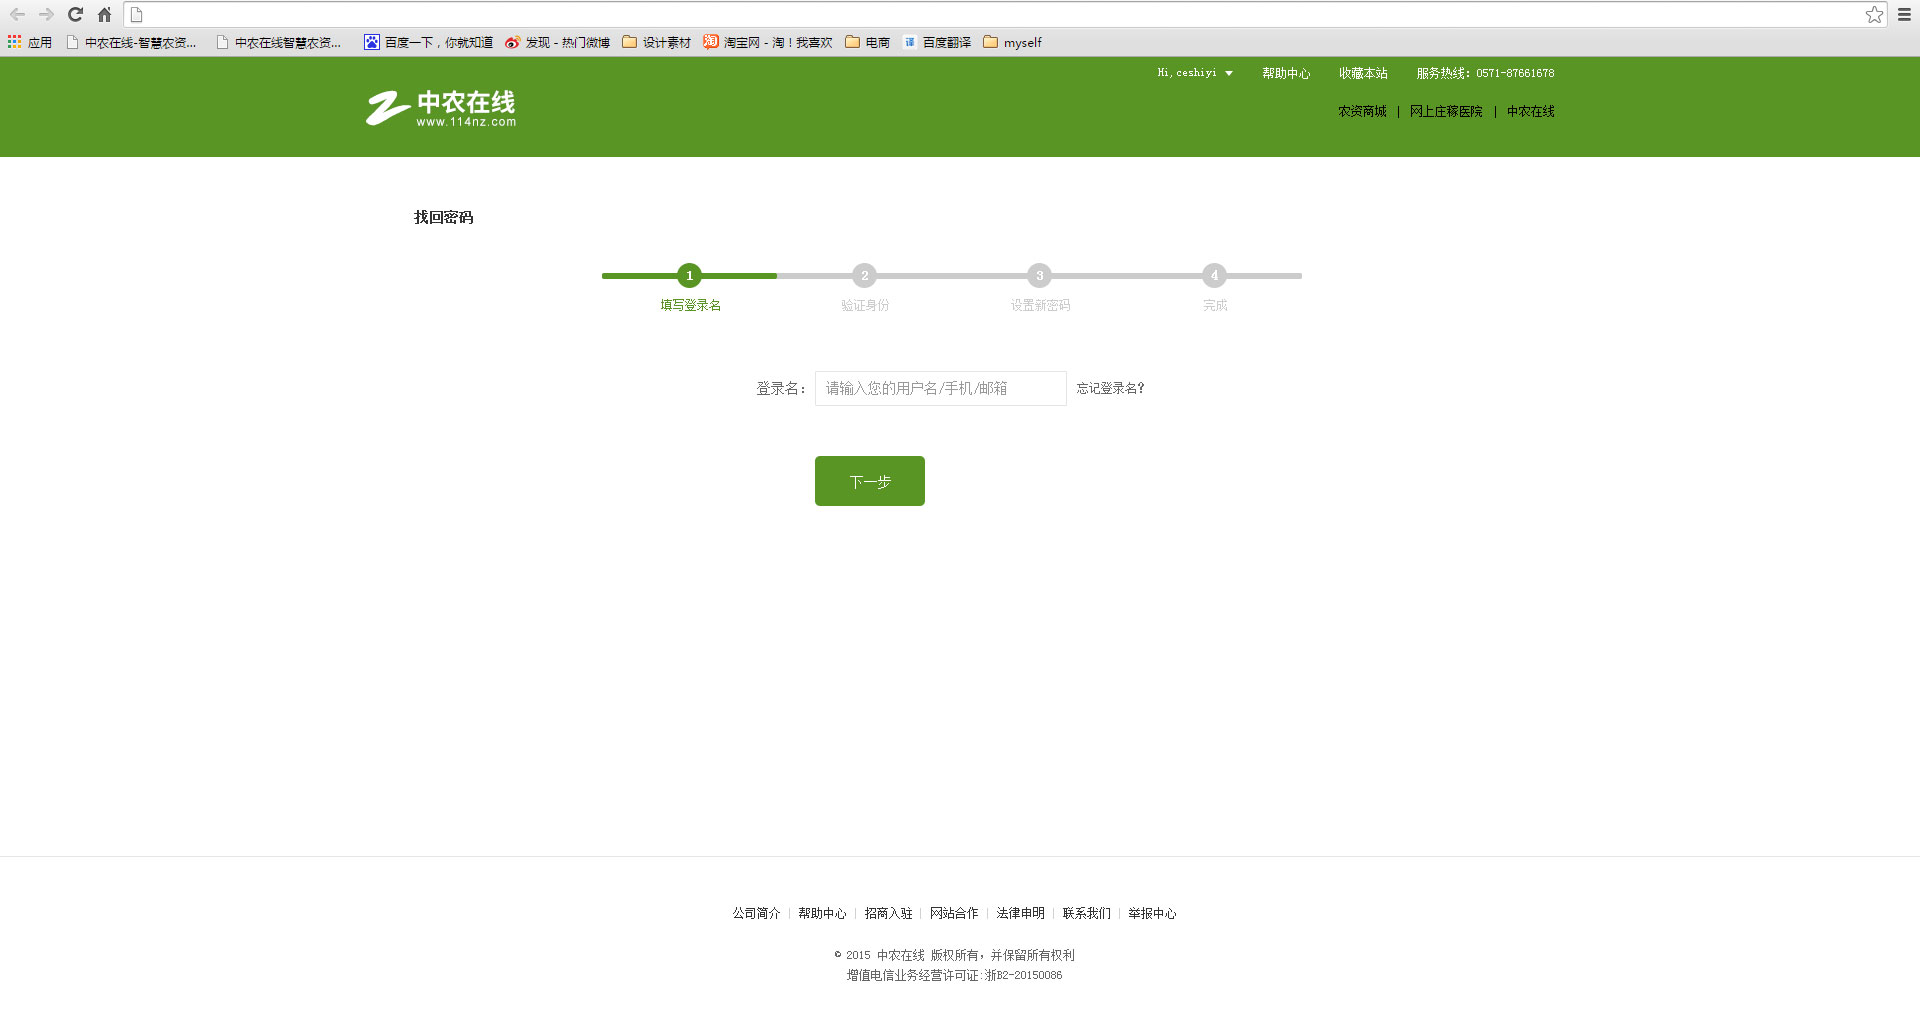 应用 中农在线-智慧农资... 中农在线智慧农资... 百度一下，你就知道 发现 - 热门微博 设计素材 淘宝网 - 淘！我喜欢 电商 百度翻译 myself
Hi,ceshiyi 帮助中心 收藏本站 服务热线：0571-87661678
中农在线
www.114nz.com
农资商城 | 网上庄稼医院 | 中农在线
找回密码
1 2 3 4
填写登录名 验证身份 设置新密码 完成
登录名： 请输入您的用户名/手机/邮箱 忘记登录名？
下一步
公司简介 | 帮助中心 | 招商入驻 | 网站合作 | 法律申明 | 联系我们 | 举报中心
© 2015 中农在线 版权所有，并保留所有权利
增值电信业务经营许可证:浙B2-20150086